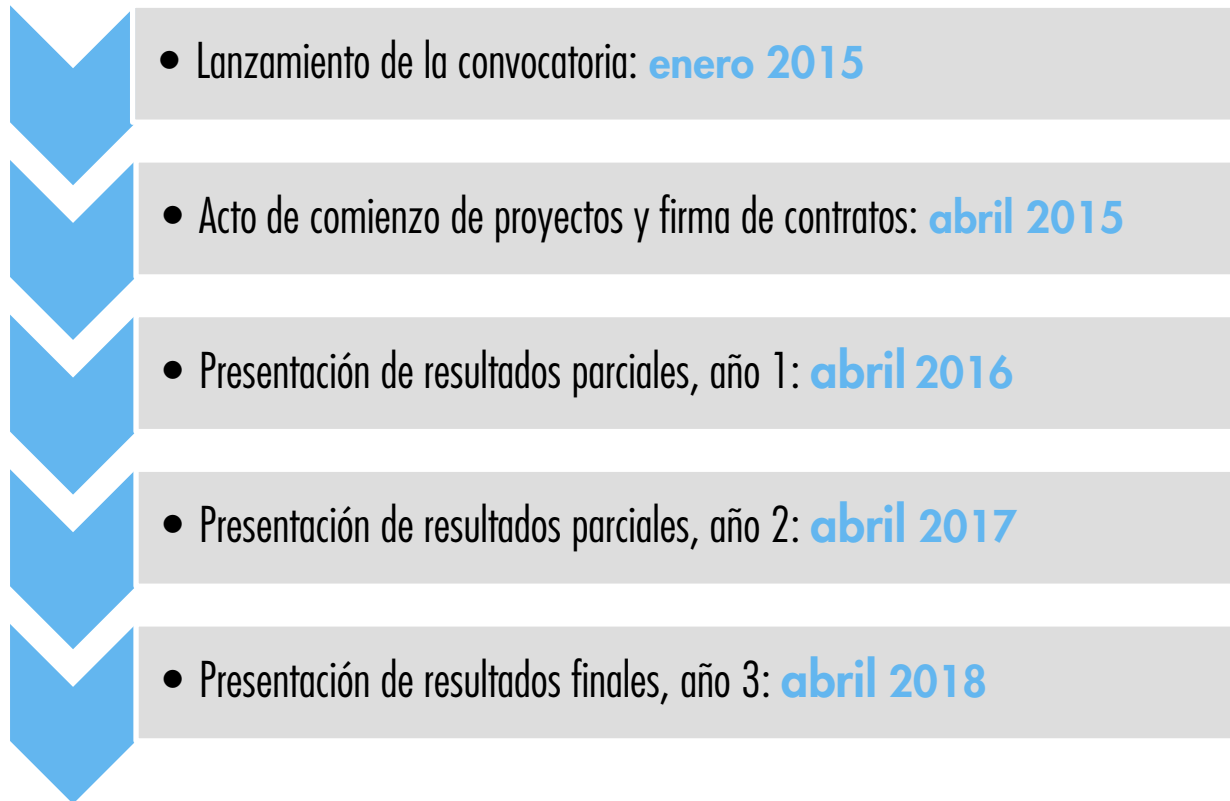 • Lanzamiento de la convocatoria: enero 2015
• Acto de comienzo de proyectos y firma de contratos: abril 2015
• Presentación de resultados parciales, año 1: abril 2016
• Presentación de resultados parciales, año 2: abril 2017
• Presentación de resultados finales, año 3: abril 2018